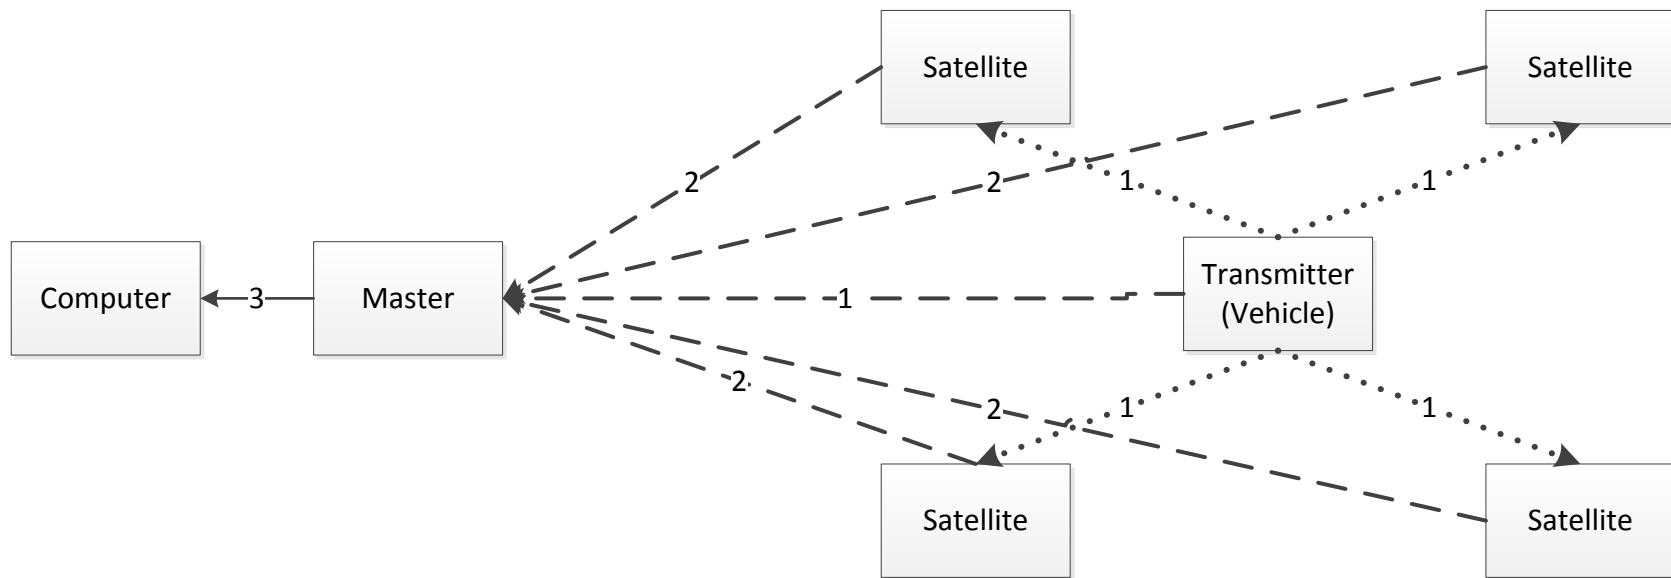 Satellite
Satellite
2
2
1
1
Computer
3
Master
1
Transmitter
(Vehicle)
2
2
1
1
Satellite
Satellite